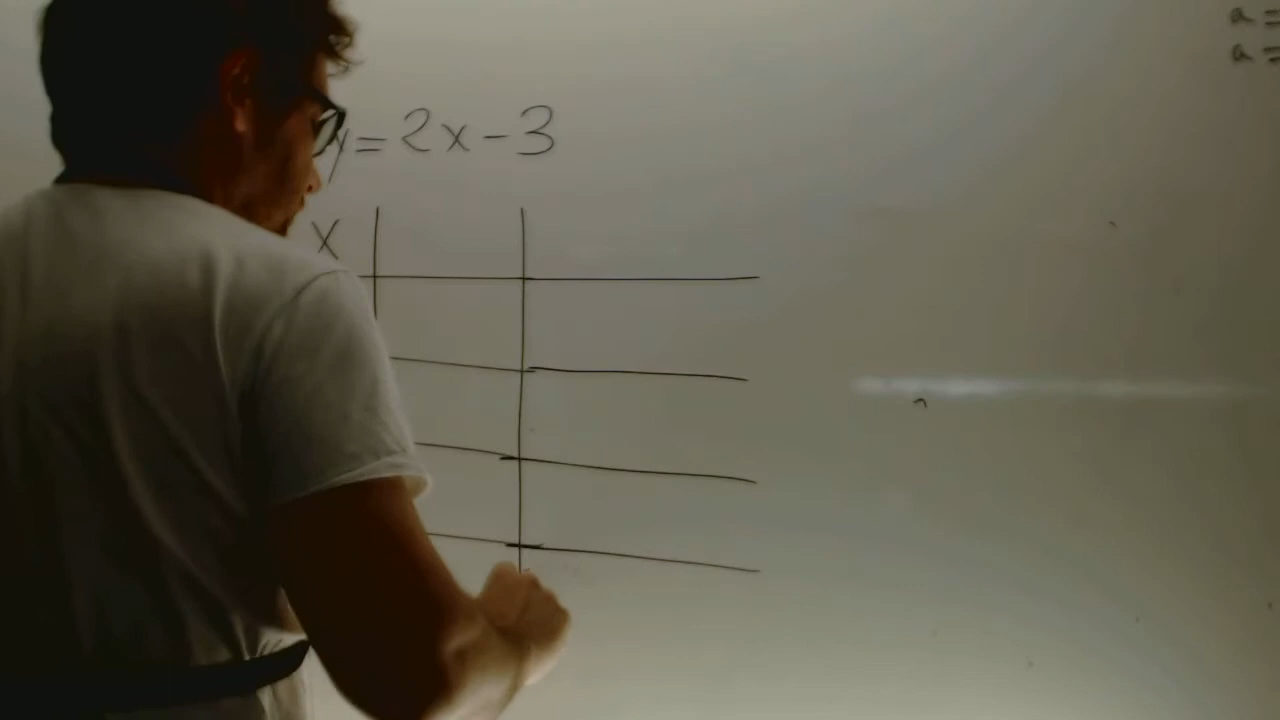 a =
a =
y = 2x - 3
x